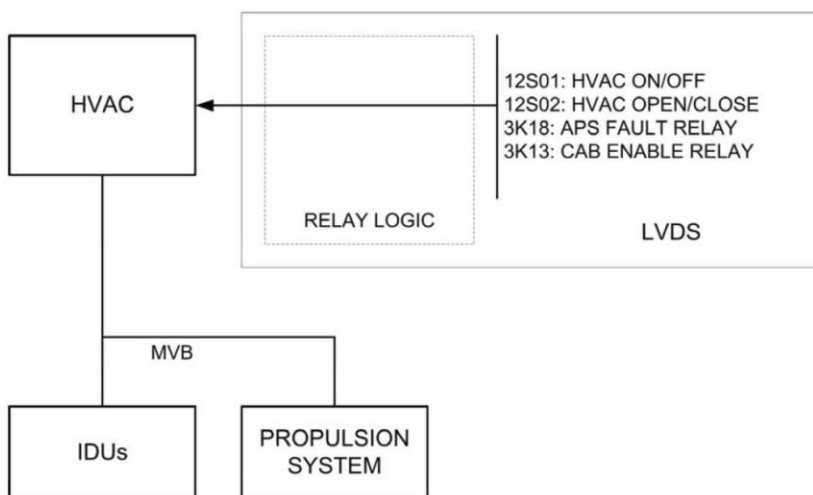 HVAC
12S01: HVAC ON/OFF
12S02: HVAC OPEN/CLOSE
3K18: APS FAULT RELAY
3K13: CAB ENABLE RELAY
RELAY LOGIC
LVDS
MVB
IDUs
PROPULSION
SYSTEM